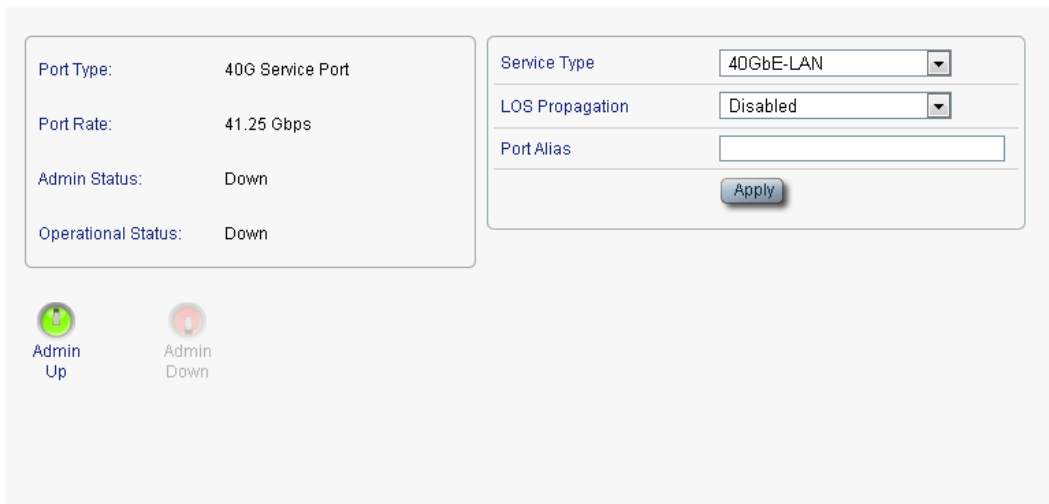 Port Type: 40G Service Port
Port Rate: 41.25 Gbps
Admin Status: Down
Operational Status: Down
Service Type 40GbE-LAN
LOS Propagation Disabled
Port Alias
Apply
Admin
Up
Admin
Down